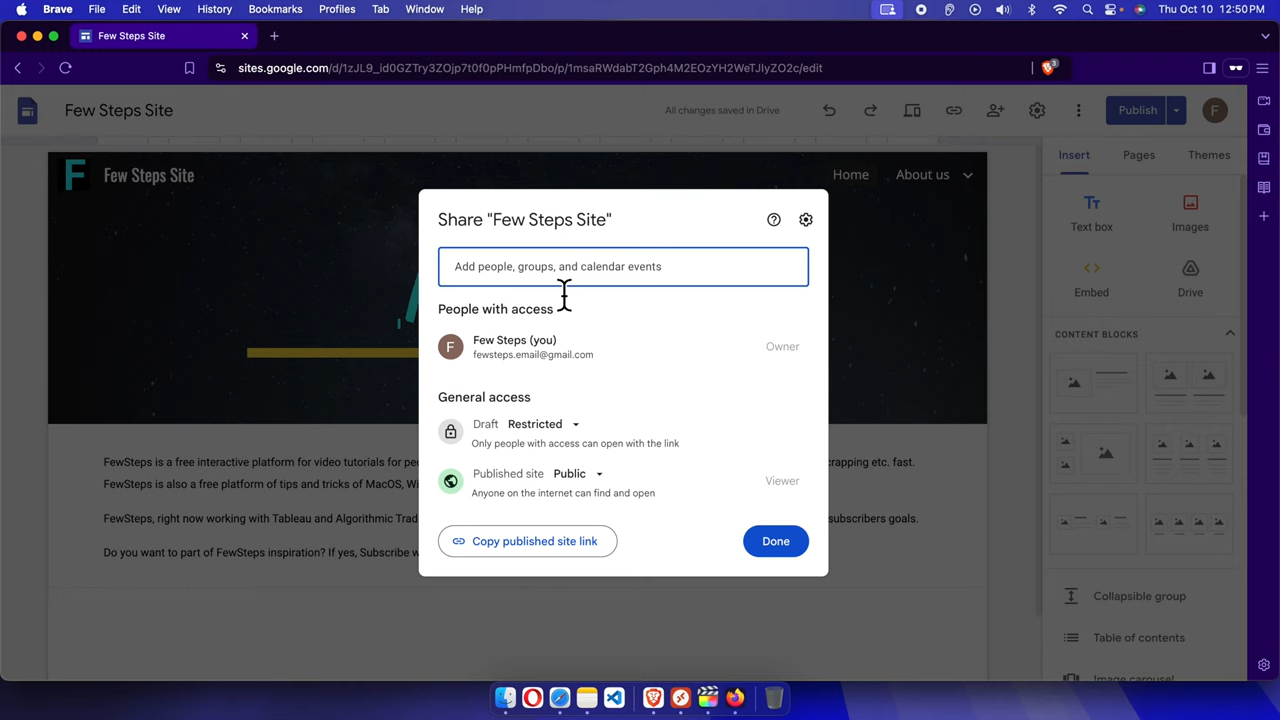 Brave File Edit View History Bookmarks Profiles Tab Window Help Thu Oct 10 12:50 PM
Few Steps Site
sites.google.com/d/1zJL9_id0GZTry3ZOjp7t0f0pPHmfpDbo/p/1msaRWdabT2Gph4M2EOzYH2WeTJIyZO2c/edit 3
Few Steps Site All changes saved in Drive Publish F
Insert Pages Themes
F Few Steps Site Home About us
Share "Few Steps Site"
Text box Images
Add people, groups, and calendar events
Embed Drive
People with access
CONTENT BLOCKS
F Few Steps (you) Owner
fewsteps.email@gmail.com
General access
Draft Restricted
Only people with access can open with the link
Published site Public
Anyone on the internet can find and open
Viewer
FewSteps is a free interactive platform for video tutorials for crapping etc. fast.
FewSteps is also a free platform of tips and tricks of MacOS,
FewSteps, right now working with Tableau and Algorithmic subscribers goals.
Do you want to part of FewSteps inspiration? If yes, Subscribe
Copy published site link Done
Collapsible group
Table of contents
Image carousel